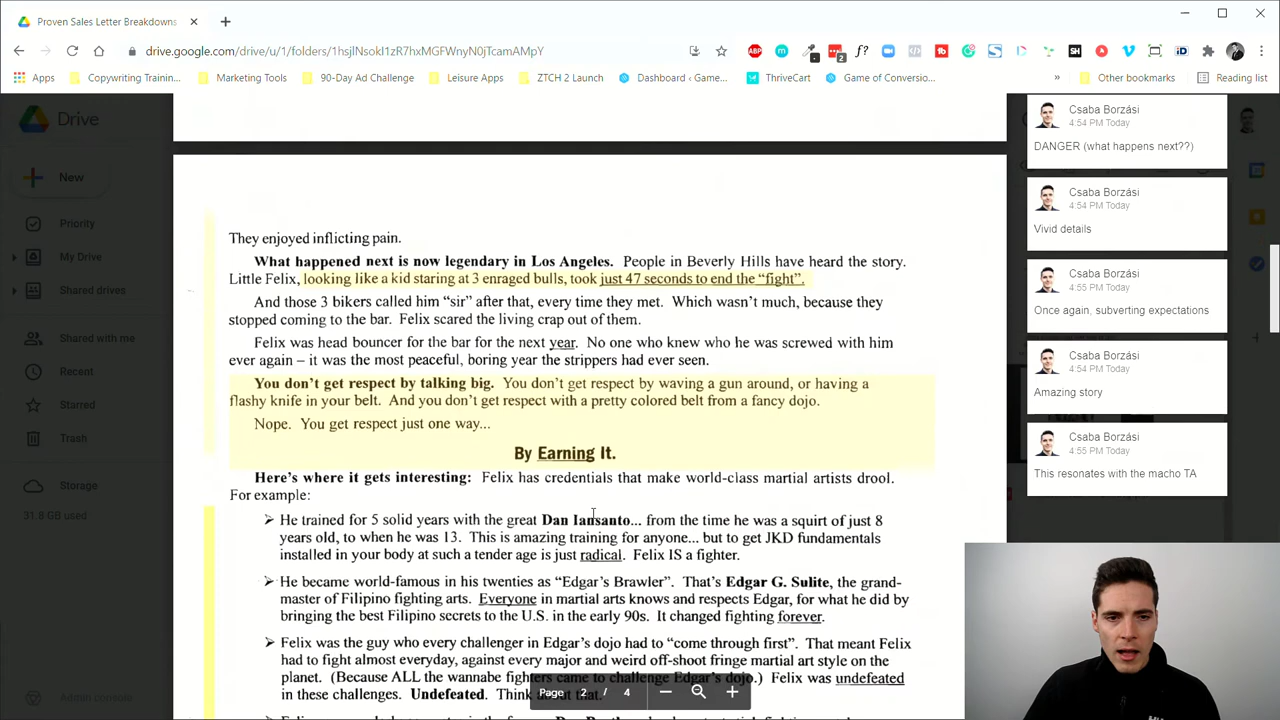 Proven Sales Letter Breakdowns
drive.google.com/drive/u/1/folders/1hsjlNsokI1zR7hxMGFWnyN0jTcamAMpY
Apps
Copywriting Trainin...
Marketing Tools
90-Day Ad Challenge
Leisure Apps
ZTCH 2 Launch
Dashboard ‹ Game...
ThriveCart
Game of Conversio...
Other bookmarks
Reading list
Drive
New
Priority
My Drive
Shared drives
Shared with me
Recent
Starred
Trash
Storage
31.8 GB used
Admin console
They enjoyed inflicting pain.
What happened next is now legendary in Los Angeles. People in Beverly Hills have heard the story.
Little Felix, looking like a kid staring at 3 enraged bulls, took just 47 seconds to end the “fight”.
And those 3 bikers called him “sir” after that, every time they met. Which wasn’t much, because they
stopped coming to the bar. Felix scared the living crap out of them.
Felix was head bouncer for the bar for the next year. No one who knew who he was screwed with him
ever again – it was the most peaceful, boring year the strippers had ever seen.
You don’t get respect by talking big. You don’t get respect by waving a gun around, or having a
flashy knife in your belt. And you don’t get respect with a pretty colored belt from a fancy dojo.
Nope. You get respect just one way...
By Earning It.
Here’s where it gets interesting: Felix has credentials that make world-class martial artists drool.
For example:
➢ He trained for 5 solid years with the great Dan Iansanto... from the time he was a squirt of just 8
years old, to when he was 13. This is amazing training for anyone... but to get JKD fundamentals
installed in your body at such a tender age is just radical. Felix IS a fighter.
➢ He became world-famous in his twenties as “Edgar’s Brawler”. That’s Edgar G. Sulite, the grand-
master of Filipino fighting arts. Everyone in martial arts knows and respects Edgar, for what he did by
bringing the best Filipino secrets to the U.S. in the early 90s. It changed fighting forever.
➢ Felix was the guy who every challenger in Edgar’s dojo had to “come through first”. That meant Felix
had to fight almost everyday, against every major and weird off-shoot fringe martial art style on the
planet. (Because ALL the wannabe fighters came to challenge Edgar’s dojo.) Felix was undefeated
in these challenges. Undefeated. Think about that.
Page 2 / 4
Csaba Borzási
4:54 PM Today
DANGER (what happens next??)
Csaba Borzási
4:54 PM Today
Vivid details
Csaba Borzási
4:55 PM Today
Once again, subverting expectations
Csaba Borzási
4:54 PM Today
Amazing story
Csaba Borzási
4:55 PM Today
This resonates with the macho TA